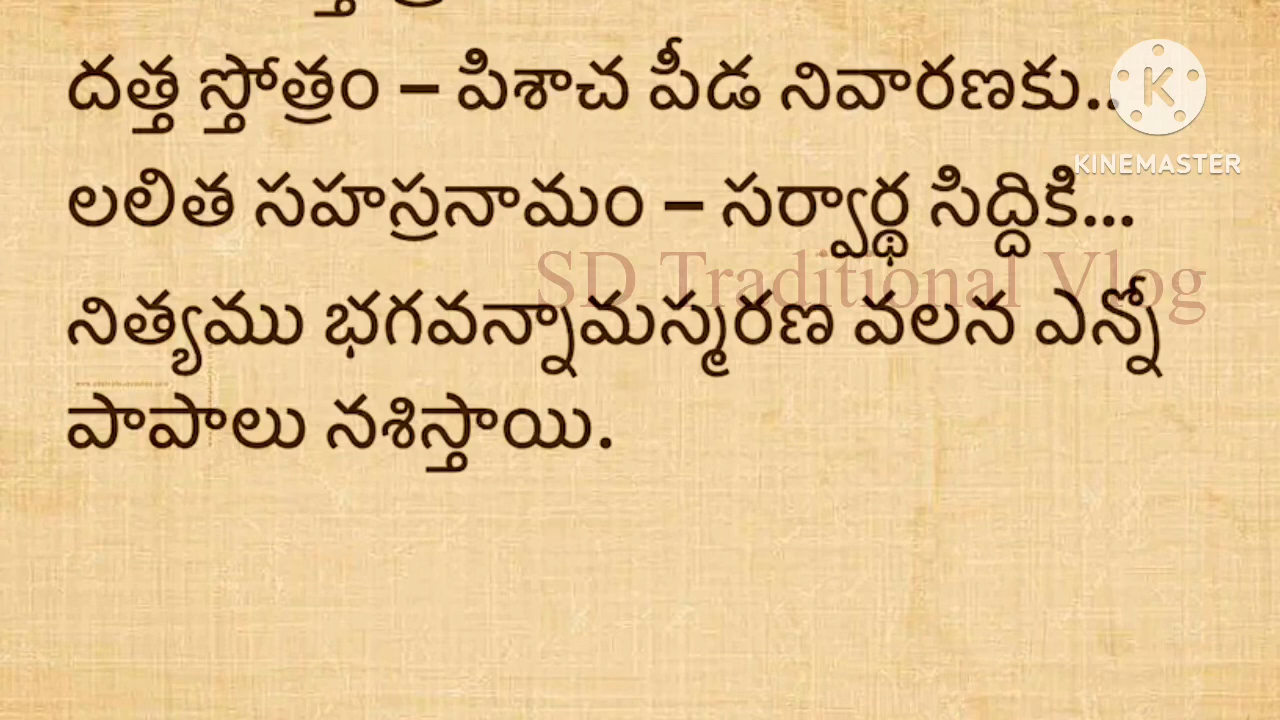 దత్త స్తోత్రం – పిశాచ పీడ నివారణకు..
KINEMASTER
లలిత సహస్రనామం – సర్వార్థ సిద్దికి...
SD Traditional Vlog
నిత్యము భగవన్నామస్మరణ వలన ఎన్నో
పాపాలు నశిస్తాయి.